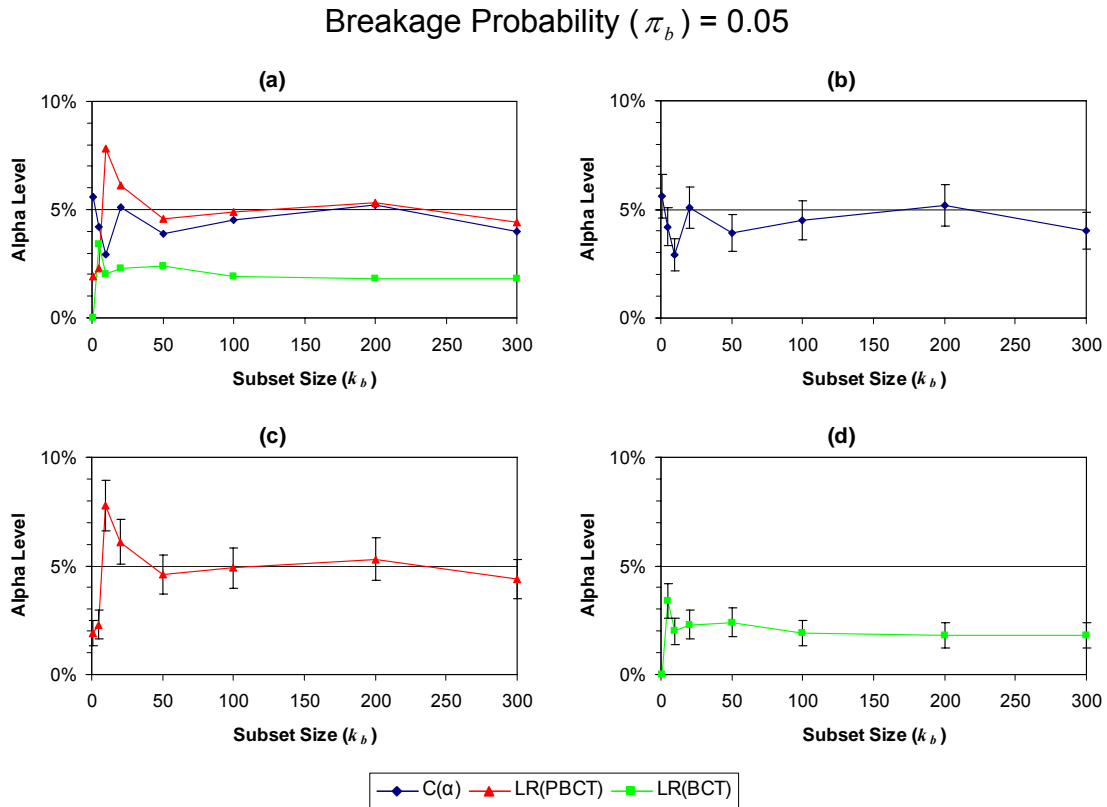 Breakage Probability (π_b) = 0.05
(a)
10%
5%
0%
Alpha Level
0 50 100 150 200 250 300
Subset Size (k_b)
(b)
10%
5%
0%
Alpha Level
0 50 100 150 200 250 300
Subset Size (k_b)
(c)
10%
5%
0%
Alpha Level
0 50 100 150 200 250 300
Subset Size (k_b)
(d)
10%
5%
0%
Alpha Level
0 50 100 150 200 250 300
Subset Size (k_b)
C(α) LR(PBCT) LR(BCT)